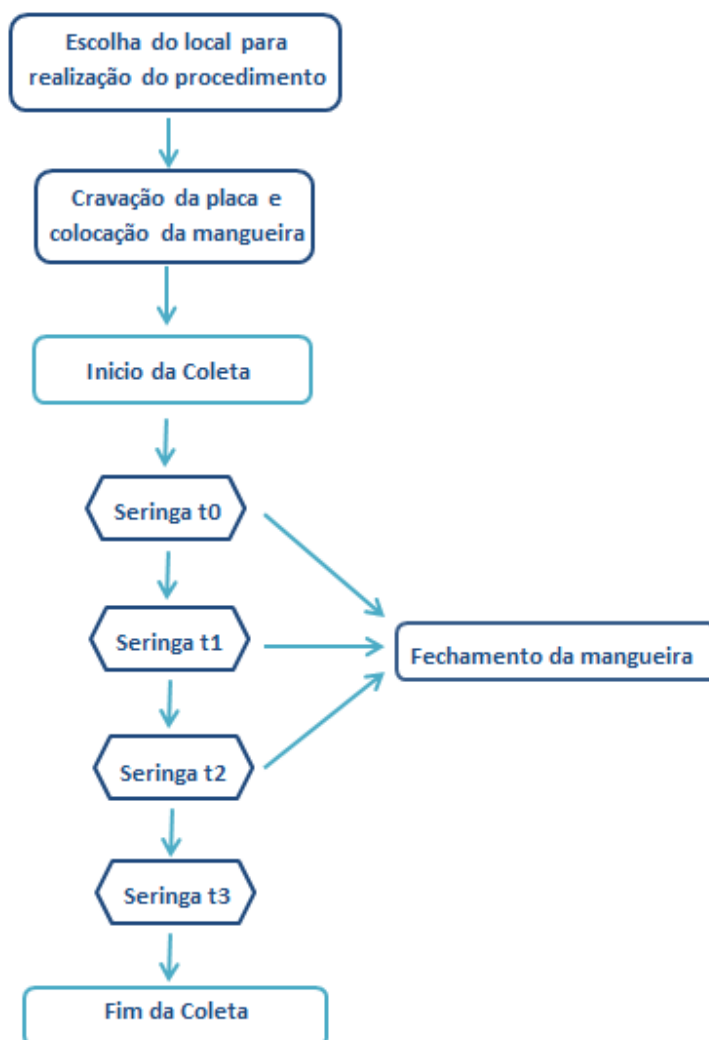 Escolha do local para
realização do procedimento
Cravação da placa e
colocação da mangueira
Inicio da Coleta
Seringa t0
Seringa t1
Fechamento da mangueira
Seringa t2
Seringa t3
Fim da Coleta